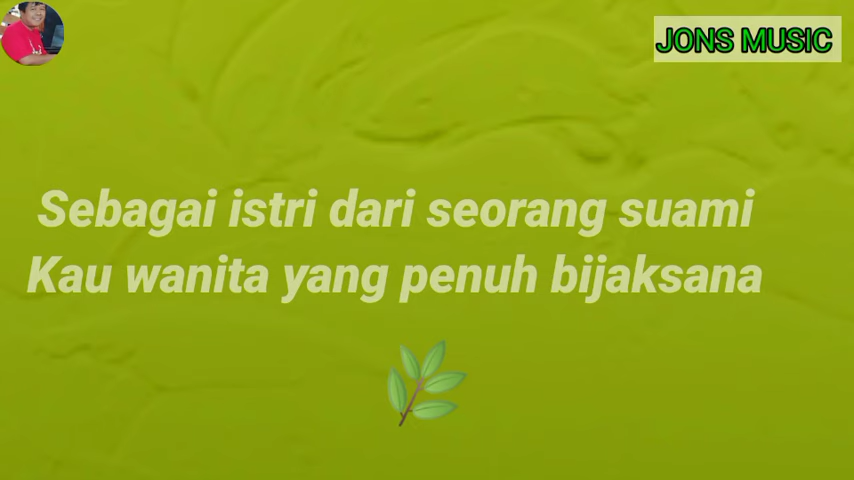 JONS MUSIC
Sebagai istri dari seorang suami
Kau wanita yang penuh bijaksana